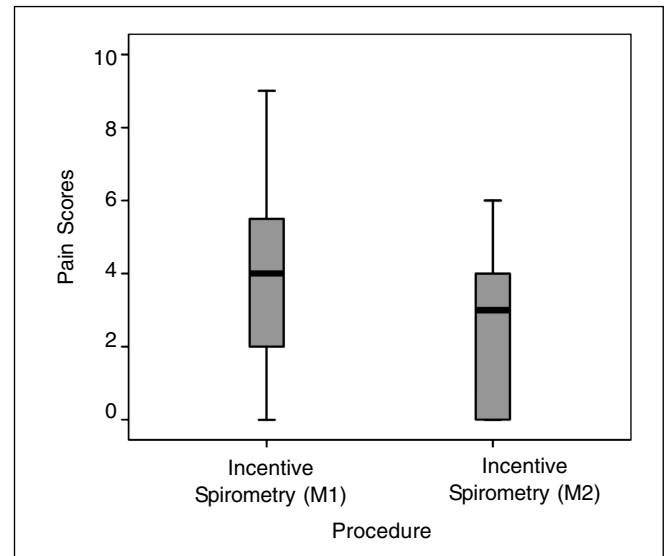 10
8
6
4
2
0
Pain Scores
Incentive
Spirometry (M1)
Incentive
Spirometry (M2)
Procedure